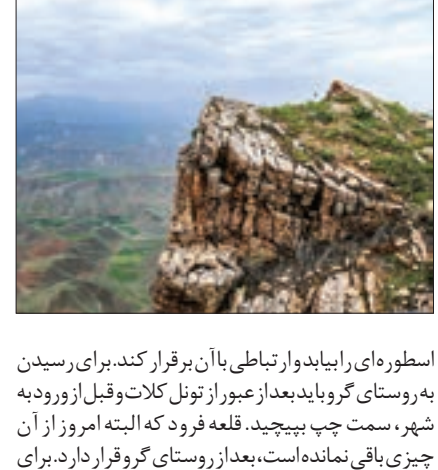 اسطوره‌ای را بیابد و ارتباطی با آن برقرار کند. برای رسیدن
به روستای گرو باید بعد از عبور از تونل کلات و قبل از ورود به
شهر، سمت چپ بپیچید. قلعه فرود که البته امروز از آن
چیزی باقی نمانده است، بعد از روستای گرو قرار دارد. برای